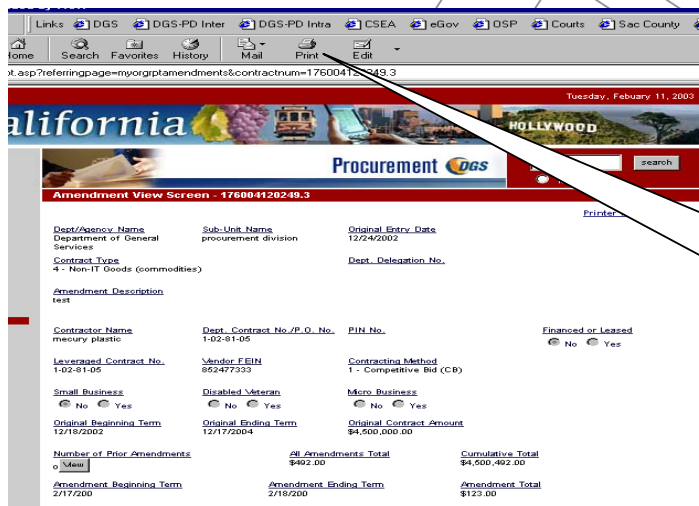 Links DGS DGS-PD Inter DGS-PD Intra CSEA eGov OSP Courts Sac County
Home Search Favorites History Mail Print Edit
pt.asp?referringpage=myorgrptamendments&contractnum=176004120249.3
Tuesday, Febuary 11, 2003
alifornia
HOLLYWOOD
Procurement DGS
search
Amendment View Screen - 176004120249.3
Printer
Dept/Agency Name Sub-Unit Name Original Entry Date
Department of General procurement division 12/24/2002
Services
Contract Type Dept. Delegation No.
4 - Non-IT Goods (commodities)
Amendment Description
test
Contractor Name Dept. Contract No./P.O. No. PIN No. Financed or Leased
mecury plastic 1-02-81-05 No Yes
Leveraged Contract No. Vendor FEIN Contracting Method
1-02-81-05 852477333 1 - Competitive Bid (CB)
Small Business Disabled Veteran Micro Business
No Yes No Yes No Yes
Original Beginning Term Original Ending Term Original Contract Amount
12/18/2002 12/17/2004 $4,500,000.00
Number of Prior Amendments All Amendments Total Cumulative Total
0 View $492.00 $4,500,492.00
Amendment Beginning Term Amendment Ending Term Amendment Total
2/17/200 2/18/200 $123.00